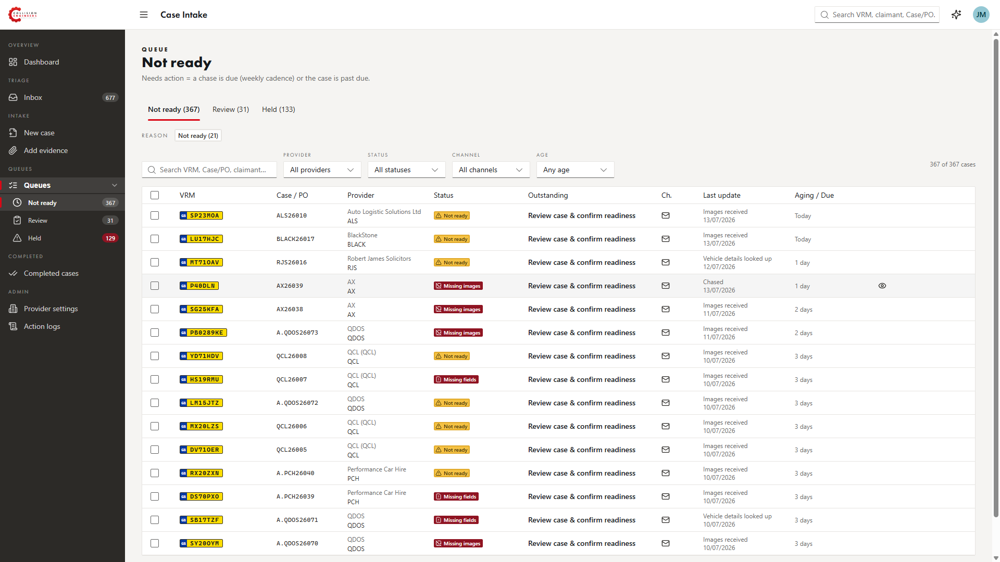 COLLISION
ENGINEERS
Case Intake
Search VRM, claimant, Case/PO.
JM
OVERVIEW
Dashboard
TRIAGE
Inbox
677
INTAKE
New case
Add evidence
QUEUES
Queues
Not ready
367
Review
31
Held
129
COMPLETED
Completed cases
ADMIN
Provider settings
Action logs
QUEUE
Not ready
Needs action = a chase is due (weekly cadence) or the case is past due.
Not ready (367) Review (31) Held (133)
REASON Not ready (21)
PROVIDER STATUS CHANNEL AGE
Search VRM, Case/PO, claimant... All providers All statuses All channels Any age
367 of 367 cases
VRM Case / PO Provider Status Outstanding Ch. Last update Aging / Due
GB SP23MOA ALS26010 Auto Logistic Solutions Ltd ALS Not ready Review case & confirm readiness Images received 13/07/2026 Today
GB LU17HJC BLACK26017 BlackStone BLACK Not ready Review case & confirm readiness Images received 13/07/2026 Today
GB MT71OAV RJS26016 Robert James Solicitors RJS Not ready Review case & confirm readiness Vehicle details looked up 12/07/2026 1 day
GB P40DLN AX26039 AX AX Missing images Review case & confirm readiness Chased 13/07/2026 1 day
GB SG25KFA AX26038 AX AX Missing images Review case & confirm readiness Images received 11/07/2026 2 days
GB PB0289KE A.QDOS26073 QDOS QDOS Missing images Review case & confirm readiness Images received 11/07/2026 2 days
GB YD71HDV QCL26008 QCL (QCL) QCL Not ready Review case & confirm readiness Images received 10/07/2026 3 days
GB HS19RMU QCL26007 QCL (QCL) QCL Missing fields Review case & confirm readiness Images received 10/07/2026 3 days
GB LM15JTZ A.QDOS26072 QDOS QDOS Not ready Review case & confirm readiness Images received 10/07/2026 3 days
GB MX20LZS QCL26006 QCL (QCL) QCL Not ready Review case & confirm readiness Images received 10/07/2026 3 days
GB DV71OER QCL26005 QCL (QCL) QCL Not ready Review case & confirm readiness Images received 10/07/2026 3 days
GB RX20ZXN A.PCH26040 Performance Car Hire PCH Not ready Review case & confirm readiness Images received 10/07/2026 3 days
GB DS70PXO A.PCH26039 Performance Car Hire PCH Missing fields Review case & confirm readiness Images received 10/07/2026 3 days
GB SB17TZF A.QDOS26071 QDOS QDOS Missing fields Review case & confirm readiness Vehicle details looked up 10/07/2026 3 days
GB SY20OYM A.QDOS26070 QDOS QDOS Missing images Review case & confirm readiness Images received 10/07/2026 3 days